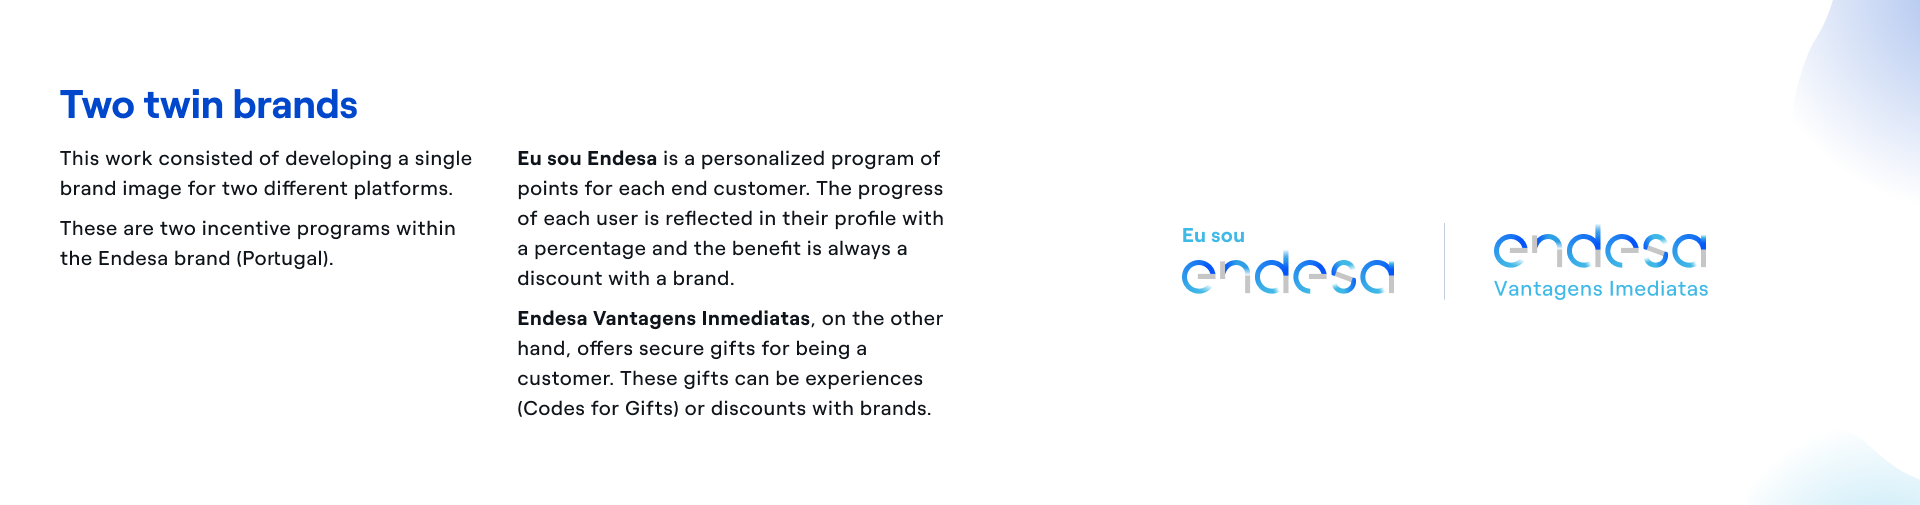 Two twin brands
This work consisted of developing a single
brand image for two different platforms.
These are two incentive programs within
the Endesa brand (Portugal).
Eu sou Endesa is a personalized program of
points for each end customer. The progress
of each user is reflected in their profile with
a percentage and the benefit is always a
discount with a brand.
Endesa Vantagens Inmediatas, on the other
hand, offers secure gifts for being a
customer. These gifts can be experiences
(Codes for Gifts) or discounts with brands.
Eu sou
endesa
endesa
Vantagens Imediatas